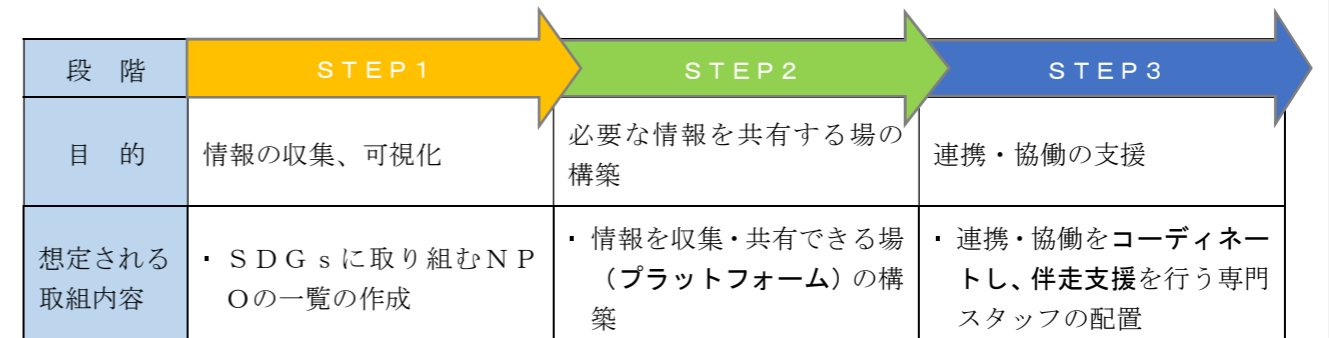 段　階
ＳＴＥＰ１
ＳＴＥＰ２
ＳＴＥＰ３
目　的
情報の収集、可視化
必要な情報を共有する場の
構築
連携・協働の支援
想定される
取組内容
・ＳＤＧｓに取り組むＮＰ
Ｏの一覧の作成
・情報を収集・共有できる場
（プラットフォーム）の構
築
・連携・協働をコーディネー
トし、伴走支援を行う専門
スタッフの配置